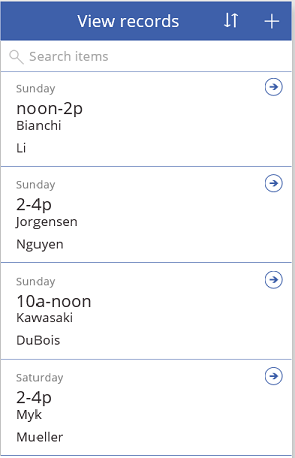 View records
Search items
Sunday
noon-2p
Bianchi
Li
Sunday
2-4p
Jorgensen
Nguyen
Sunday
10a-noon
Kawasaki
DuBois
Saturday
2-4p
Myk
Mueller